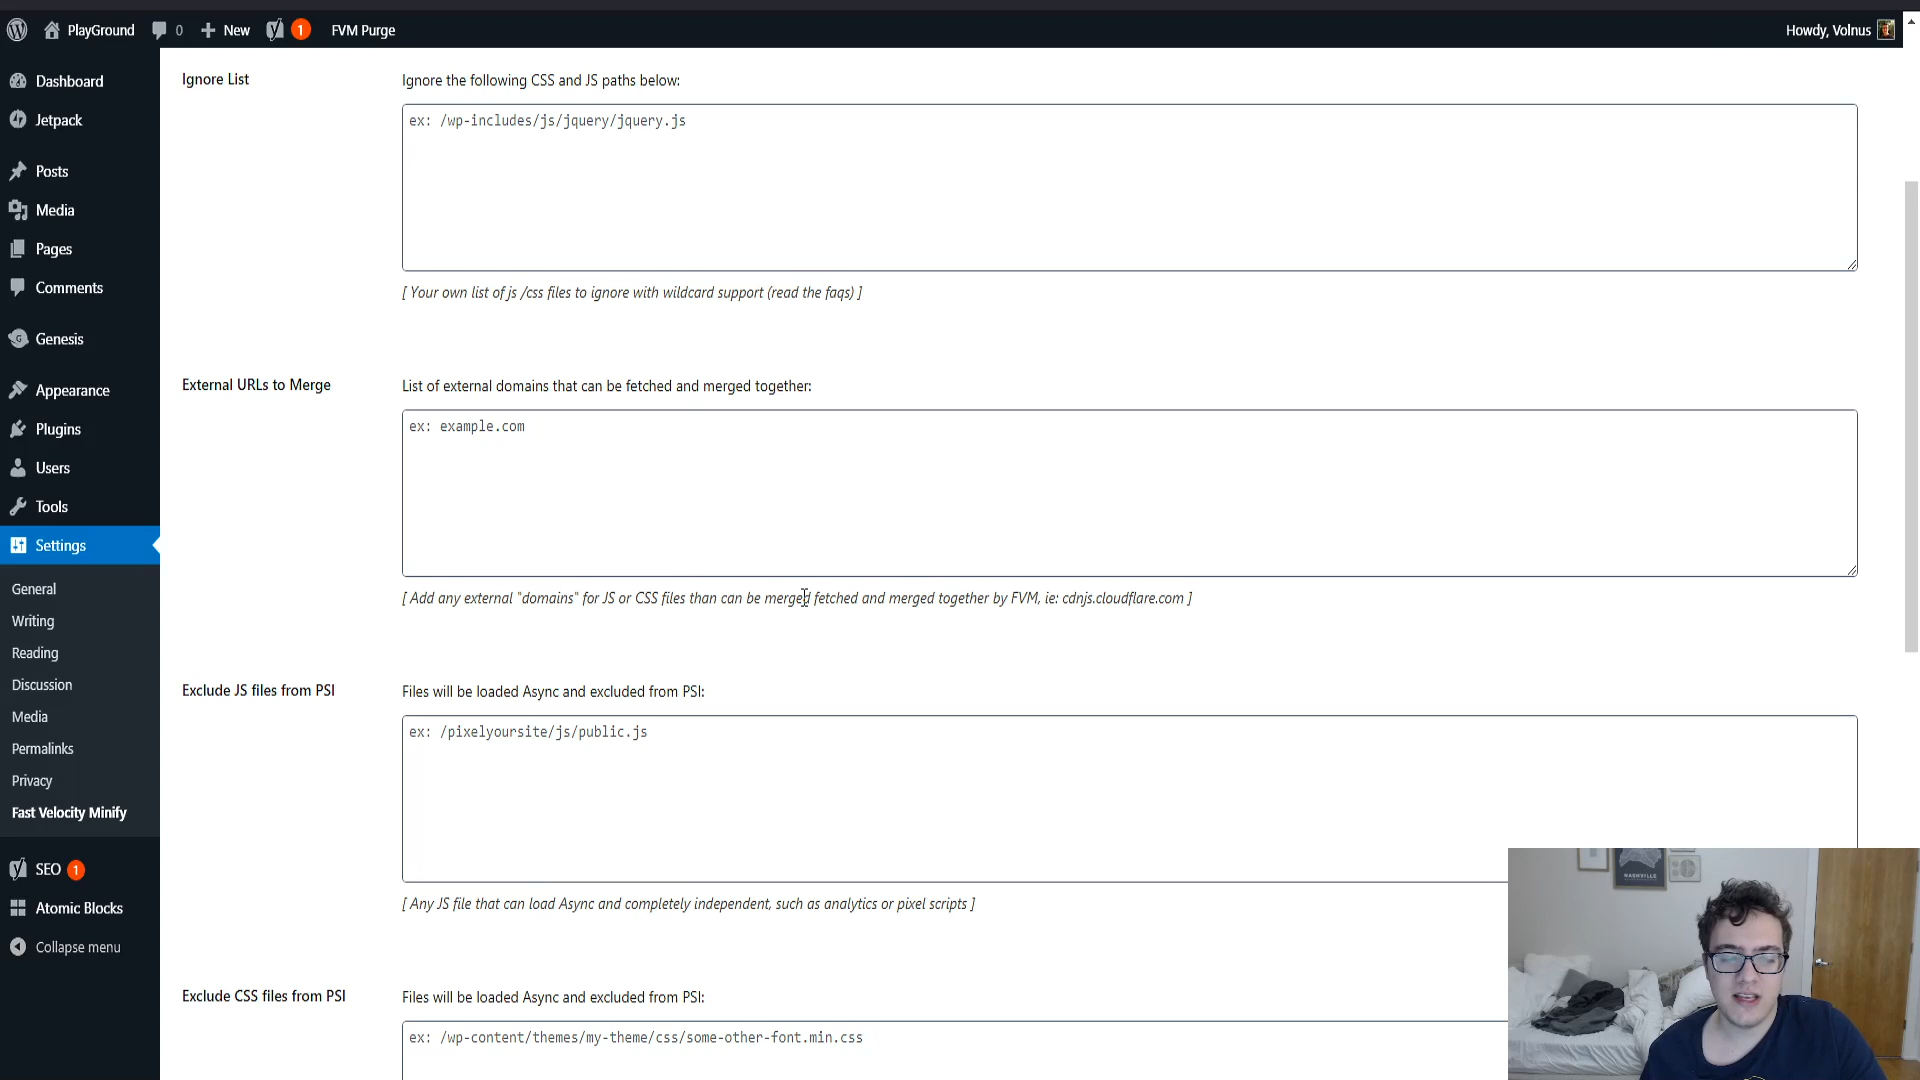 PlayGround 0 New 1 FVM Purge Howdy, Volnus
Dashboard
Jetpack
Posts
Media
Pages
Comments
Genesis
Appearance
Plugins
Users
Tools
Settings
General
Writing
Reading
Discussion
Media
Permalinks
Privacy
Fast Velocity Minify
SEO 1
Atomic Blocks
Collapse menu
Ignore List
Ignore the following CSS and JS paths below:
ex: /wp-includes/js/jquery/jquery.js
[ Your own list of js /css files to ignore with wildcard support (read the faqs) ]
External URLs to Merge
List of external domains that can be fetched and merged together:
ex: example.com
[ Add any external "domains" for JS or CSS files than can be merged fetched and merged together by FVM, ie: cdnjs.cloudflare.com ]
Exclude JS files from PSI
Files will be loaded Async and excluded from PSI:
ex: /pixelyoursite/js/public.js
[ Any JS file that can load Async and completely independent, such as analytics or pixel scripts ]
Exclude CSS files from PSI
Files will be loaded Async and excluded from PSI:
ex: /wp-content/themes/my-theme/css/some-other-font.min.css
NASHVILLE